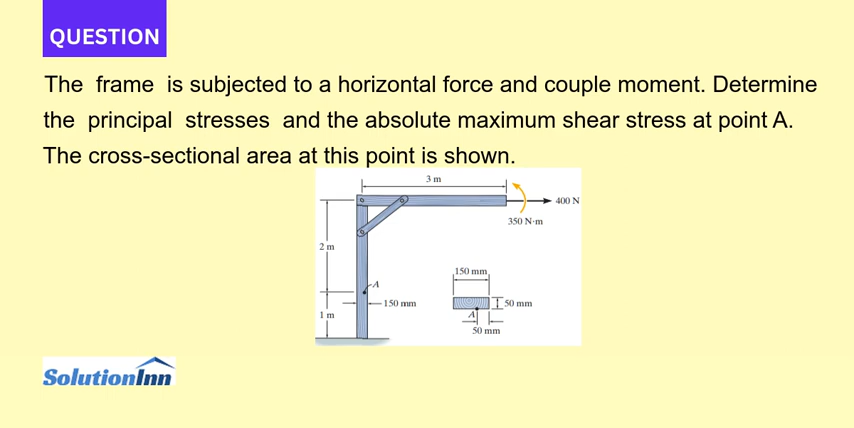 QUESTION
The frame is subjected to a horizontal force and couple moment. Determine
the principal stresses and the absolute maximum shear stress at point A.
The cross-sectional area at this point is shown.
3 m
400 N
350 N·m
2 m
A
150 mm
150 mm
50 mm
1 m
A
50 mm
SolutionInn